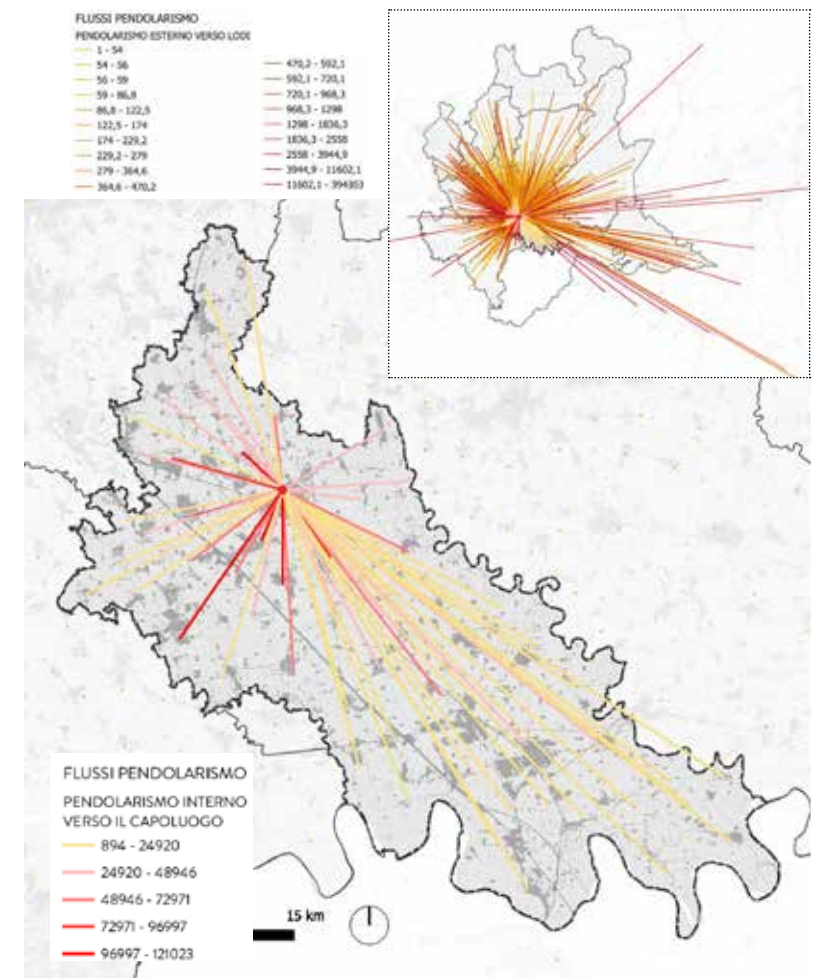 FLUSSI PENDOLARISMO
PENDOLARISMO ESTERNO VERSO LODI
1 - 54
54 - 56
56 - 59
59 - 86,8
86,8 - 122,5
122,5 - 174
174 - 229,2
229,2 - 279
279 - 364,6
364,6 - 470,2
470,2 - 592,1
592,1 - 720,1
720,1 - 968,3
968,3 - 1298
1298 - 1836,3
1836,3 - 2558
2558 - 3944,9
3944,9 - 11602,1
11602,1 - 394303
FLUSSI PENDOLARISMO
PENDOLARISMO INTERNO
VERSO IL CAPOLUOGO
894 - 24920
24920 - 48946
48946 - 72971
72971 - 96997
96997 - 121023
15 km